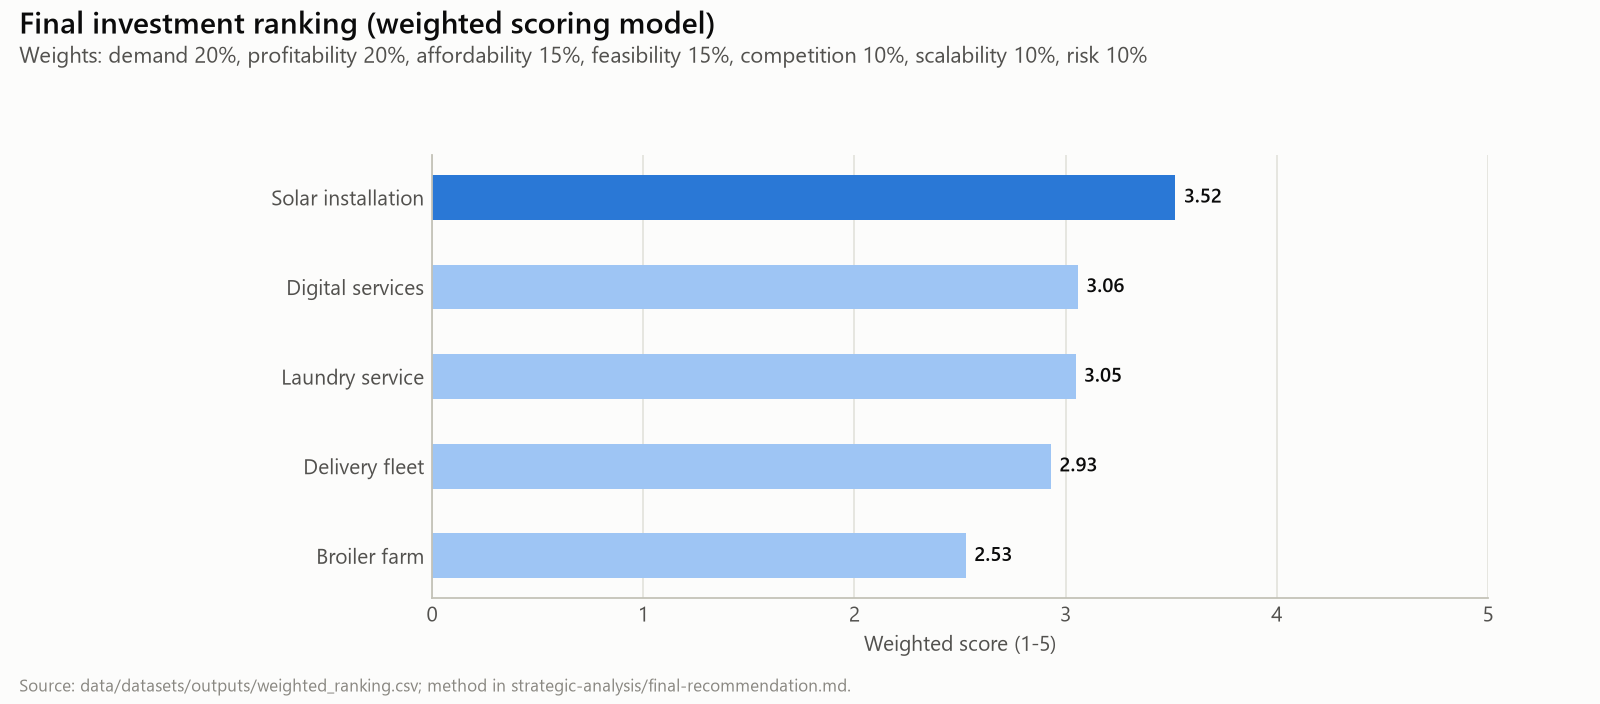 Final investment ranking (weighted scoring model)
Weights: demand 20%, profitability 20%, affordability 15%, feasibility 15%, competition 10%, scalability 10%, risk 10%
Solar installation 3.52
Digital services 3.06
Laundry service 3.05
Delivery fleet 2.93
Broiler farm 2.53
0 1 2 3 4 5
Weighted score (1-5)
Source: data/datasets/outputs/weighted_ranking.csv; method in strategic-analysis/final-recommendation.md.